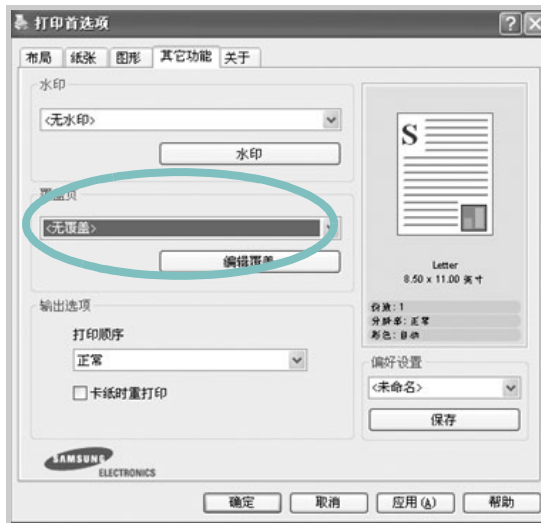 打印首选项
布局 纸张 图形 其它功能 关于
水印
<无水印>
水印
覆盖页
<无覆盖>
编辑覆盖
输出选项
打印顺序
正常
卡纸时重打印
SAMSUNG
ELECTRONICS
S
Letter
8.50 x 11.00 英寸
份数: 1
分辨率: 正常
彩色: 自动
偏好设置
<未命名>
保存
确定 取消 应用(A) 帮助